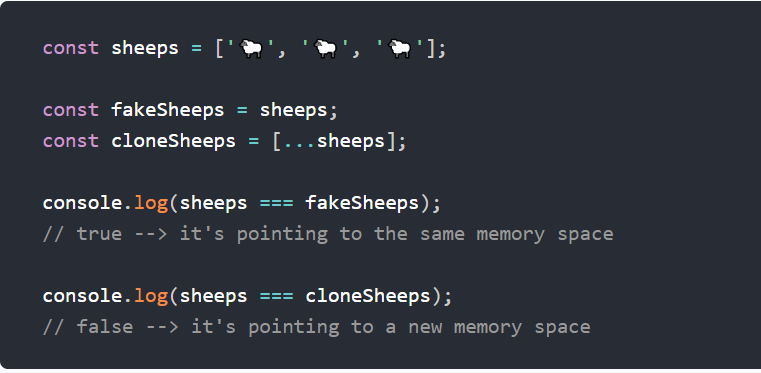 const sheeps = ['🐑', '🐑', '🐑'];
const fakeSheeps = sheeps;
const cloneSheeps = [...sheeps];
console.log(sheeps === fakeSheeps);
// true --> it's pointing to the same memory space
console.log(sheeps === cloneSheeps);
// false --> it's pointing to a new memory space